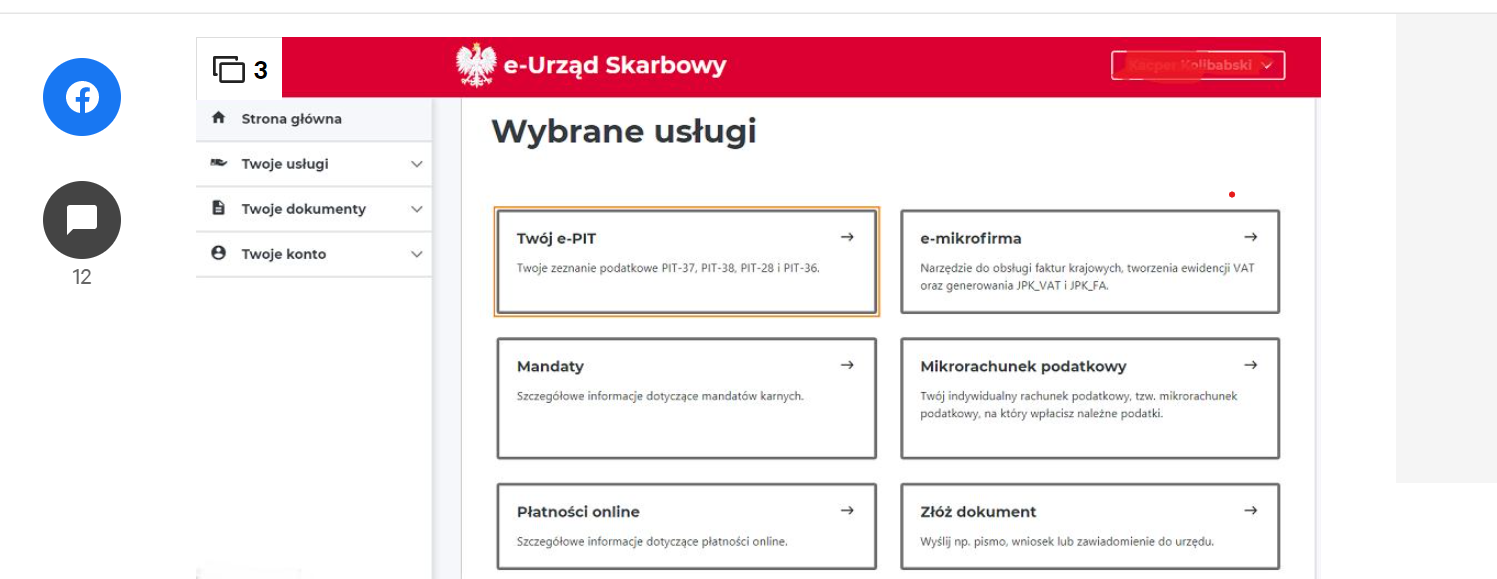 3
e-Urząd Skarbowy
Kolibabski
Strona główna
Twoje usługi
Twoje dokumenty
Twoje konto
12
Wybrane usługi
Twój e-PIT
Twoje zeznanie podatkowe PIT-37, PIT-38, PIT-28 i PIT-36.
e-mikrofirma
Narzędzie do obsługi faktur krajowych, tworzenia ewidencji VAT
oraz generowania JPK_VAT i JPK_FA.
Mandaty
Szczegółowe informacje dotyczące mandatów karnych.
Mikrorachunek podatkowy
Twój indywidualny rachunek podatkowy, tzw. mikrorachunek
podatkowy, na który wpłacisz należne podatki.
Płatności online
Szczegółowe informacje dotyczące płatności online.
Złóż dokument
Wyślij np. pismo, wniosek lub zawiadomienie do urzędu.